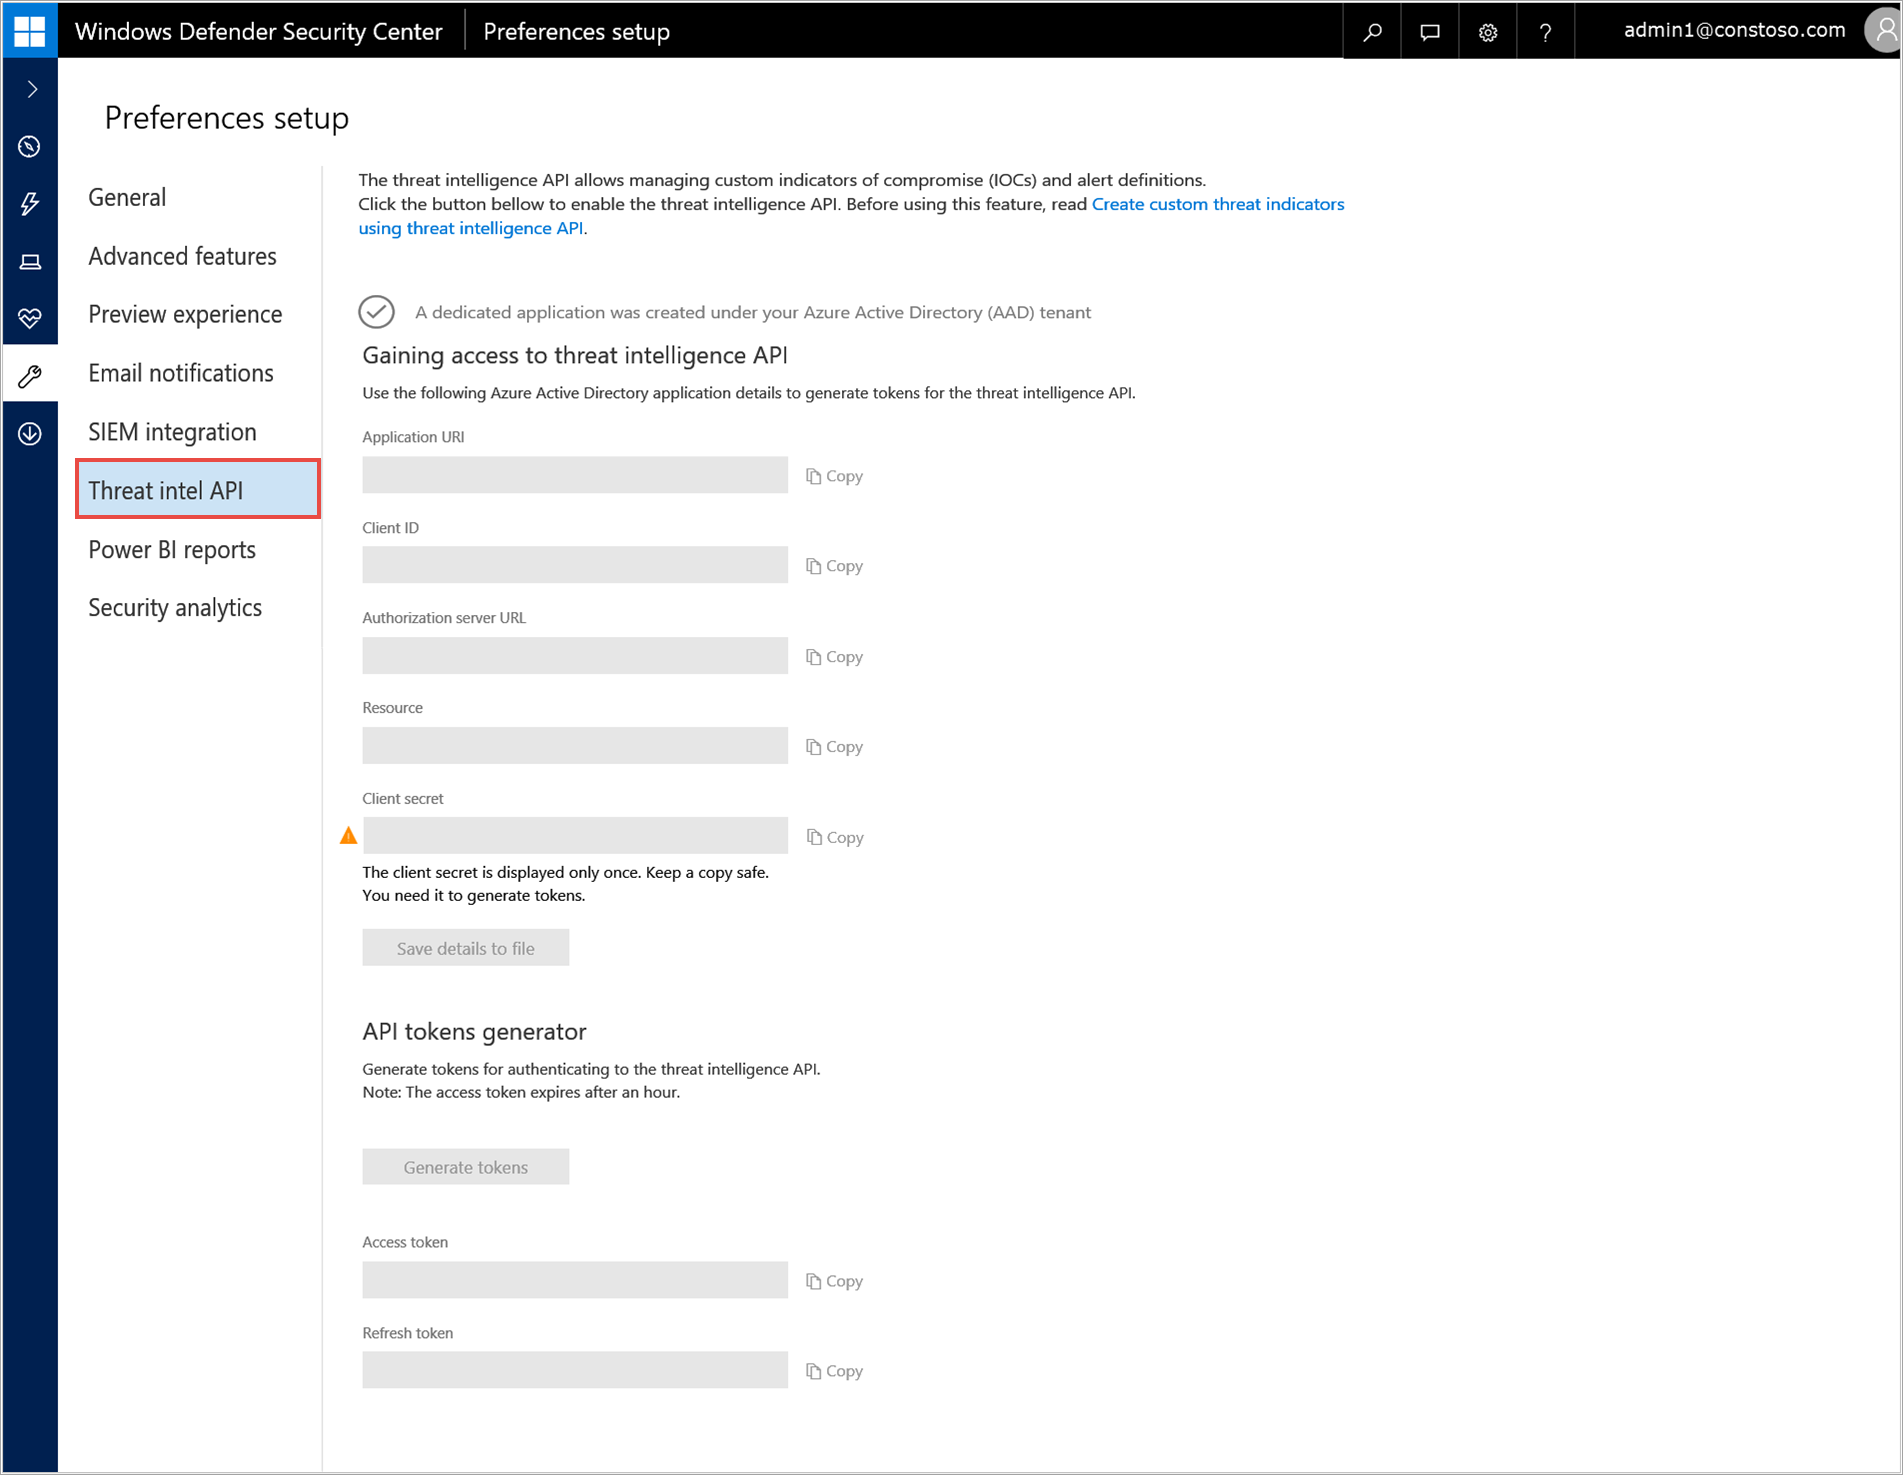 Windows Defender Security Center
Preferences setup
?
admin1@constoso.com
Preferences setup
General
Advanced features
Preview experience
Email notifications
SIEM integration
Threat intel API
Power BI reports
Security analytics
The threat intelligence API allows managing custom indicators of compromise (IOCs) and alert definitions.
Click the button bellow to enable the threat intelligence API. Before using this feature, read Create custom threat indicators
using threat intelligence API.
A dedicated application was created under your Azure Active Directory (AAD) tenant
Gaining access to threat intelligence API
Use the following Azure Active Directory application details to generate tokens for the threat intelligence API.
Application URI
Copy
Client ID
Copy
Authorization server URL
Copy
Resource
Copy
Client secret
Copy
The client secret is displayed only once. Keep a copy safe.
You need it to generate tokens.
Save details to file
API tokens generator
Generate tokens for authenticating to the threat intelligence API.
Note: The access token expires after an hour.
Generate tokens
Access token
Copy
Refresh token
Copy